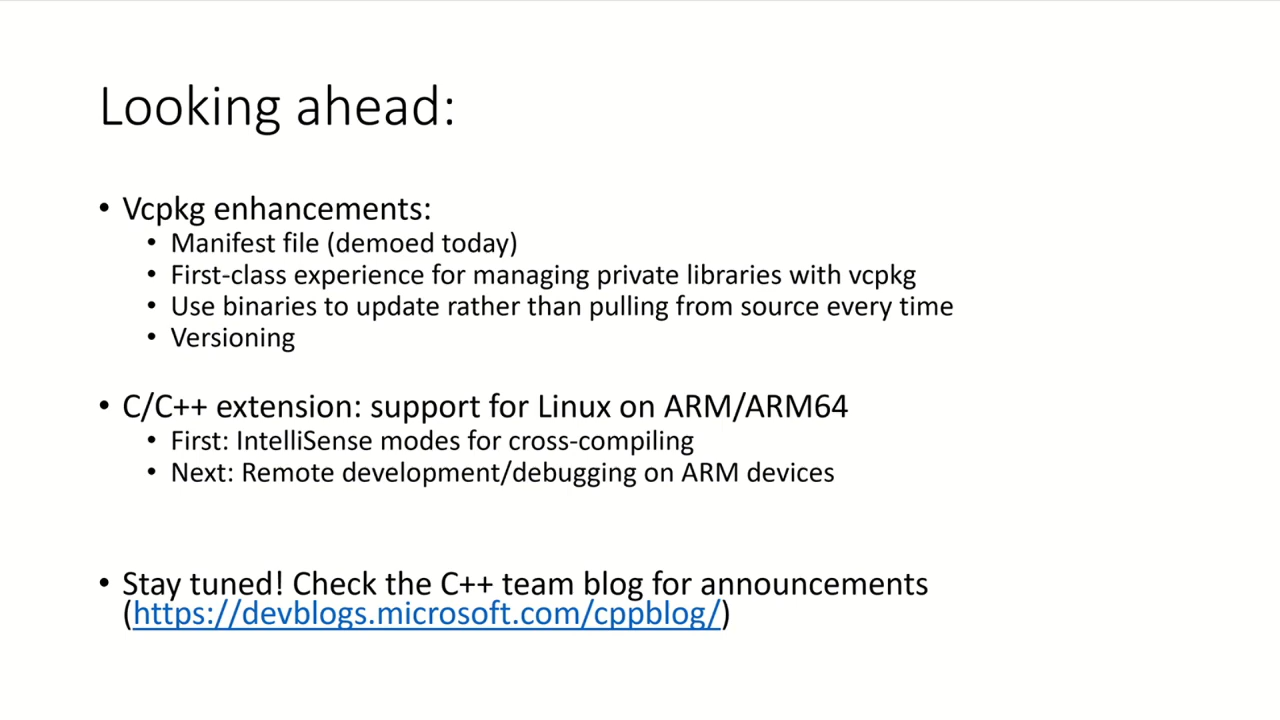 Looking ahead:
• Vcpkg enhancements:
• Manifest file (demoed today)
• First-class experience for managing private libraries with vcpkg
• Use binaries to update rather than pulling from source every time
• Versioning
• C/C++ extension: support for Linux on ARM/ARM64
• First: IntelliSense modes for cross-compiling
• Next: Remote development/debugging on ARM devices
• Stay tuned! Check the C++ team blog for announcements
(https://devblogs.microsoft.com/cppblog/)